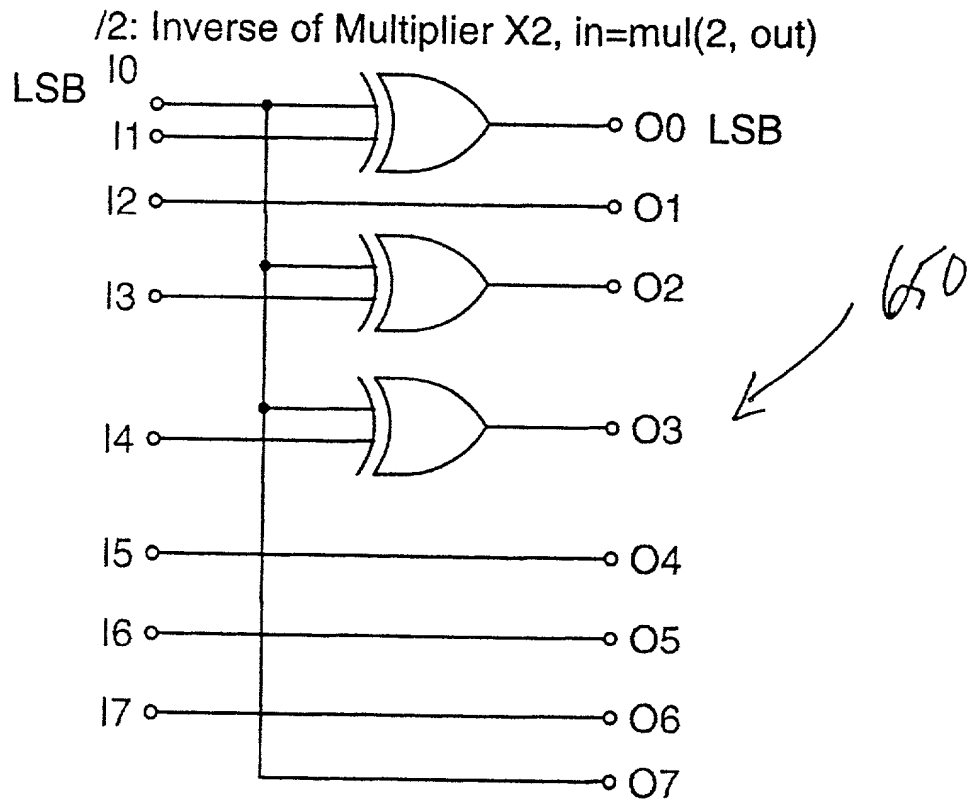 /2: Inverse of Multiplier X2, in=mul(2, out)
I0
LSB
I1
O0 LSB
I2
O1
I3
O2
650
I4
O3
I5
O4
I6
O5
I7
O6
O7